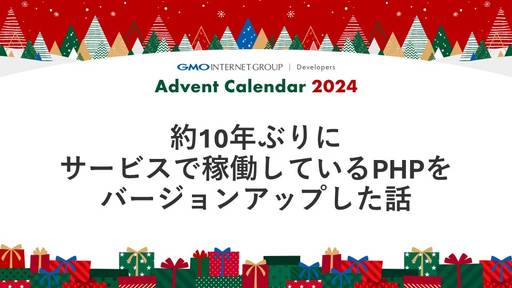 GMO INTERNET GROUP | Developers
Advent Calendar 2024
約10年ぶりに
サービスで稼働しているPHPを
バージョンアップした話